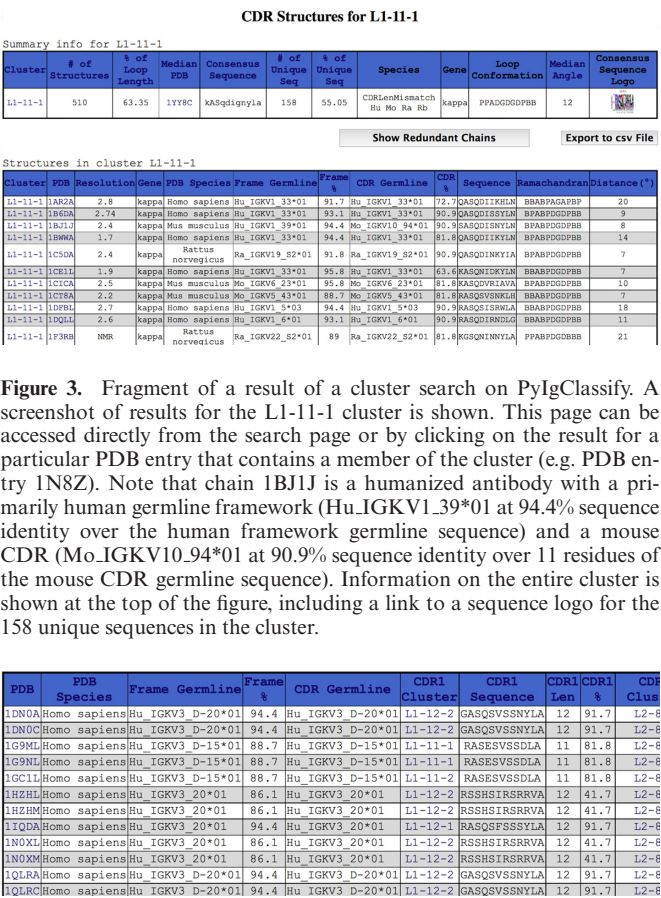 CDR Structures for L1-11-1
Summary info for L1-11-1
Cluster # of Structures % of Loop Length Median PDB Consensus Sequence # of Unique Seq % of Unique Seq Species Gene Loop Conformation Median Angle Consensus Sequence Logo
L1-11-1 510 63.35 1YY8C kASqdignyla 158 55.05 CDRLenMismatch Hu Mo Ra Rb kappa PPADGDGDPBB 12
Show Redundant Chains Export to csv File
Structures in cluster L1-11-1
Cluster PDB Resolution Gene PDB Species Frame Germline Frame % CDR Germline CDR % Sequence Ramachandran Distance(°)
L1-11-1 1AR2A 2.8 kappa Homo sapiens Hu_IGKV1_33*01 91.7 Hu_IGKV1_33*01 72.7 QASQDIIKHLN BBABPAGAPBP 20
L1-11-1 1B6DA 2.74 kappa Homo sapiens Hu_IGKV1_33*01 93.1 Hu_IGKV1_33*01 90.9 QASQDISSYLN BBABPDGDPBB 9
L1-11-1 1BJ1J 2.4 kappa Mus musculus Hu_IGKV1_39*01 94.4 Mo_IGKV10_94*01 90.9 SASQDISNYLN BPABPDGDPBB 8
L1-11-1 1BWWA 1.7 kappa Homo sapiens Hu_IGKV1_33*01 94.4 Hu_IGKV1_33*01 81.8 QASQDIIKYLN BPABPDGDPBB 14
L1-11-1 1C5DA 2.4 kappa Rattus norvegicus Ra_IGKV19_S2*01 91.8 Ra_IGKV19_S2*01 90.9 QASQDINKYIA BPABPDGDPBB 7
L1-11-1 1CE1L 1.9 kappa Homo sapiens Hu_IGKV1_33*01 95.8 Hu_IGKV1_33*01 63.6 KASQNIDKYLN BBABPDGDPBB 7
L1-11-1 1CICA 2.5 kappa Mus musculus Mo_IGKV6_23*01 95.8 Mo_IGKV6_23*01 81.8 KASQDVRIAVA BPABPDGDPBB 10
L1-11-1 1CT8A 2.2 kappa Mus musculus Mo_IGKV5_43*01 88.7 Mo_IGKV5_43*01 81.8 RASQSVSNKLH BBABPDGDPBB 7
L1-11-1 1DFBL 2.7 kappa Homo sapiens Hu_IGKV1_5*03 94.4 Hu_IGKV1_5*03 90.9 RASQSISRWLA BBABPDGDPBB 18
L1-11-1 1DQLL 2.6 kappa Homo sapiens Hu_IGKV1_6*01 93.1 Hu_IGKV1_6*01 90.9 RASQDIRNDLG BBABPDGDPBB 11
L1-11-1 1F3RB NMR kappa Rattus norvegicus Ra_IGKV22_S2*01 89 Ra_IGKV22_S2*01 81.8 KGSQNINNYLA PPABPDGDBBB 21
Figure 3. Fragment of a result of a cluster search on PyIgClassify. A
screenshot of results for the L1-11-1 cluster is shown. This page can be
accessed directly from the search page or by clicking on the result for a
particular PDB entry that contains a member of the cluster (e.g. PDB en-
try 1N8Z). Note that chain 1BJ1J is a humanized antibody with a pri-
marily human germline framework (Hu_IGKV1_39*01 at 94.4% sequence
identity over the human framework germline sequence) and a mouse
CDR (Mo_IGKV10_94*01 at 90.9% sequence identity over 11 residues of
the mouse CDR germline sequence). Information on the entire cluster is
shown at the top of the figure, including a link to a sequence logo for the
158 unique sequences in the cluster.
PDB PDB Species Frame Germline Frame % CDR Germline CDR1 Cluster CDR1 Sequence CDR1 Len CDR1 % CDR Clus
1DN0A Homo sapiens Hu_IGKV3_D-20*01 94.4 Hu_IGKV3_D-20*01 L1-12-2 GASQSVSSNYLA 12 91.7 L2-8
1DN0C Homo sapiens Hu_IGKV3_D-20*01 94.4 Hu_IGKV3_D-20*01 L1-12-2 GASQSVSSNYLA 12 91.7 L2-8
1G9ML Homo sapiens Hu_IGKV3_D-15*01 88.7 Hu_IGKV3_D-15*01 L1-11-1 RASESVSSDLA 11 81.8 L2-8
1G9NL Homo sapiens Hu_IGKV3_D-15*01 88.7 Hu_IGKV3_D-15*01 L1-11-1 RASESVSSDLA 11 81.8 L2-8
1GC1L Homo sapiens Hu_IGKV3_D-15*01 88.7 Hu_IGKV3_D-15*01 L1-11-2 RASESVSSDLA 11 81.8 L2-8
1HZHL Homo sapiens Hu_IGKV3_20*01 86.1 Hu_IGKV3_20*01 L1-12-2 RSSHSIRSRRVA 12 41.7 L2-8
1HZHM Homo sapiens Hu_IGKV3_20*01 86.1 Hu_IGKV3_20*01 L1-12-2 RSSHSIRSRRVA 12 41.7 L2-8
1IQDA Homo sapiens Hu_IGKV3_20*01 94.4 Hu_IGKV3_20*01 L1-12-1 RASQSFSSSYLA 12 91.7 L2-8
1N0XL Homo sapiens Hu_IGKV3_20*01 86.1 Hu_IGKV3_20*01 L1-12-2 RSSHSIRSRRVA 12 41.7 L2-8
1N0XM Homo sapiens Hu_IGKV3_20*01 86.1 Hu_IGKV3_20*01 L1-12-2 RSSHSIRSRRVA 12 41.7 L2-8
1QLRA Homo sapiens Hu_IGKV3_D-20*01 94.4 Hu_IGKV3_D-20*01 L1-12-2 GASQSVSSNYLA 12 91.7 L2-8
1QLRC Homo sapiens Hu_IGKV3_D-20*01 94.4 Hu_IGKV3_D-20*01 L1-12-2 GASQSVSSNYLA 12 91.7 L2-8